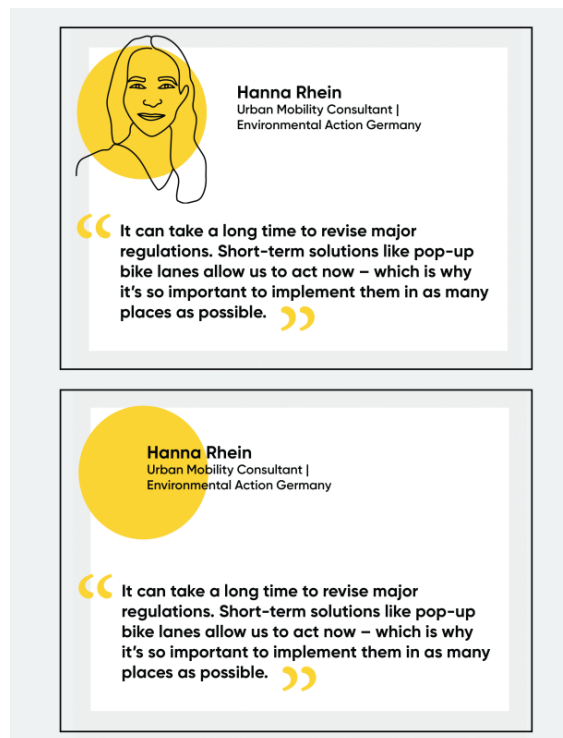 Hanna Rhein
Urban Mobility Consultant |
Environmental Action Germany
“ It can take a long time to revise major
regulations. Short-term solutions like pop-up
bike lanes allow us to act now – which is why
it’s so important to implement them in as many
places as possible. ”
Hanna Rhein
Urban Mobility Consultant |
Environmental Action Germany
“ It can take a long time to revise major
regulations. Short-term solutions like pop-up
bike lanes allow us to act now – which is why
it’s so important to implement them in as many
places as possible. ”